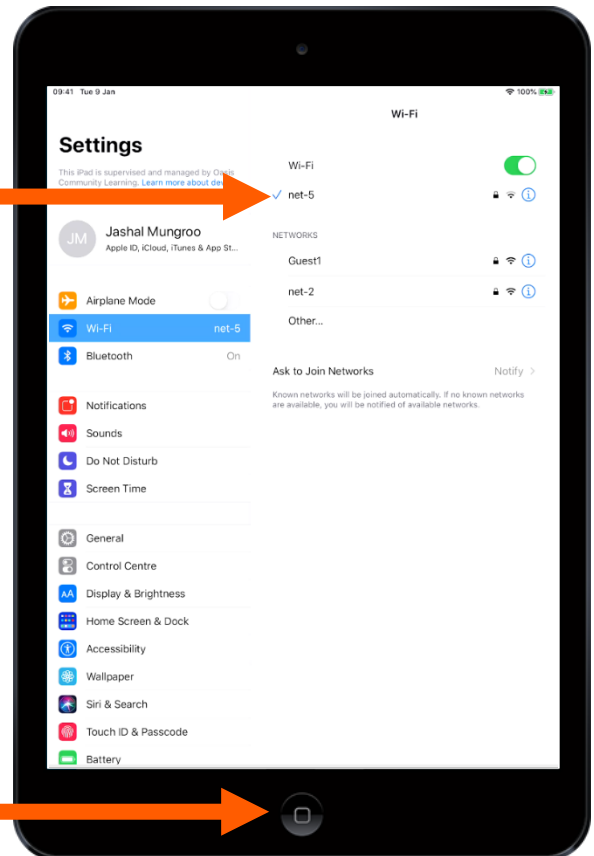 09:41 Tue 9 Jan
100%
Settings
This iPad is supervised and managed by Oasis
Community Learning. Learn more about
JM
Jashal Mungroo
Apple ID, iCloud, iTunes & App St...
Airplane Mode
Wi-Fi net-5
Bluetooth On
Notifications
Sounds
Do Not Disturb
Screen Time
General
Control Centre
AA
Display & Brightness
Home Screen & Dock
Accessibility
Wallpaper
Siri & Search
Touch ID & Passcode
Battery
Wi-Fi
Wi-Fi
net-5
NETWORKS
Guest1
net-2
Other...
Ask to Join Networks Notify
Known networks will be joined automatically. If no known networks
are available, you will be notified of available networks.